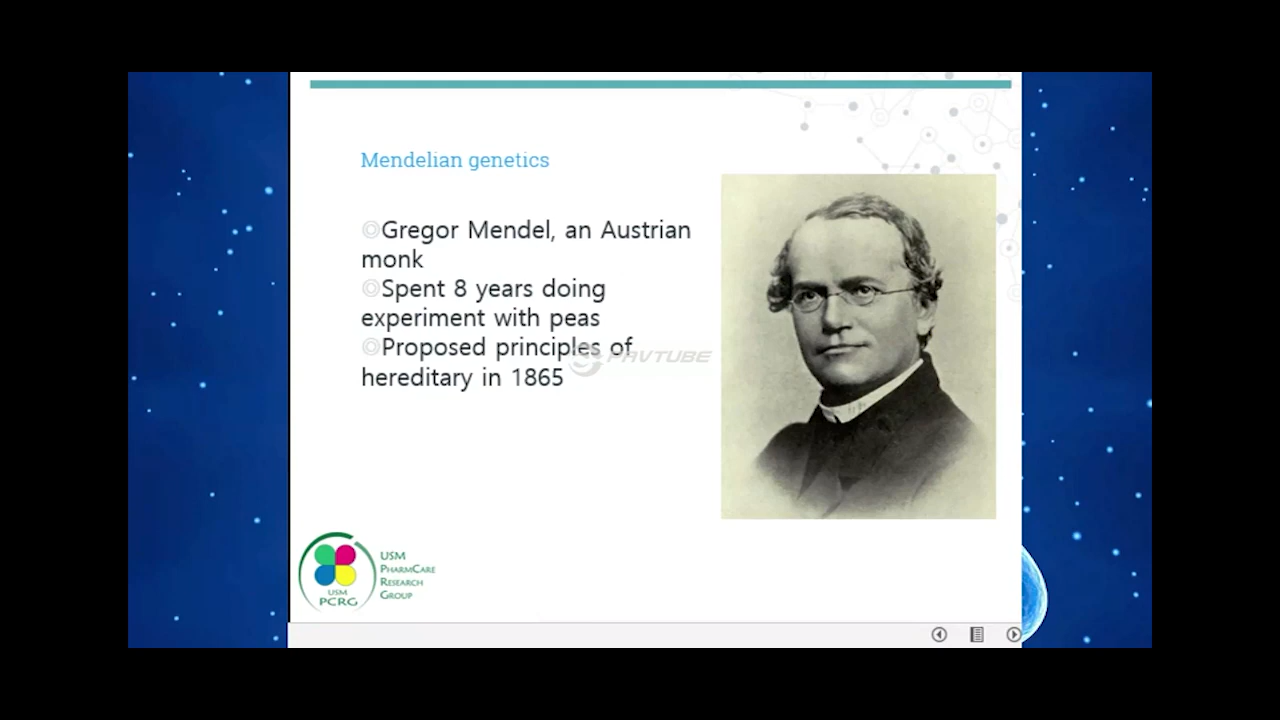 Mendelian genetics
Gregor Mendel, an Austrian
monk
Spent 8 years doing
experiment with peas
Proposed principles of
hereditary in 1865
PAVTUBE
USM
PCRG
USM
PHARMCARE
RESEARCH
GROUP